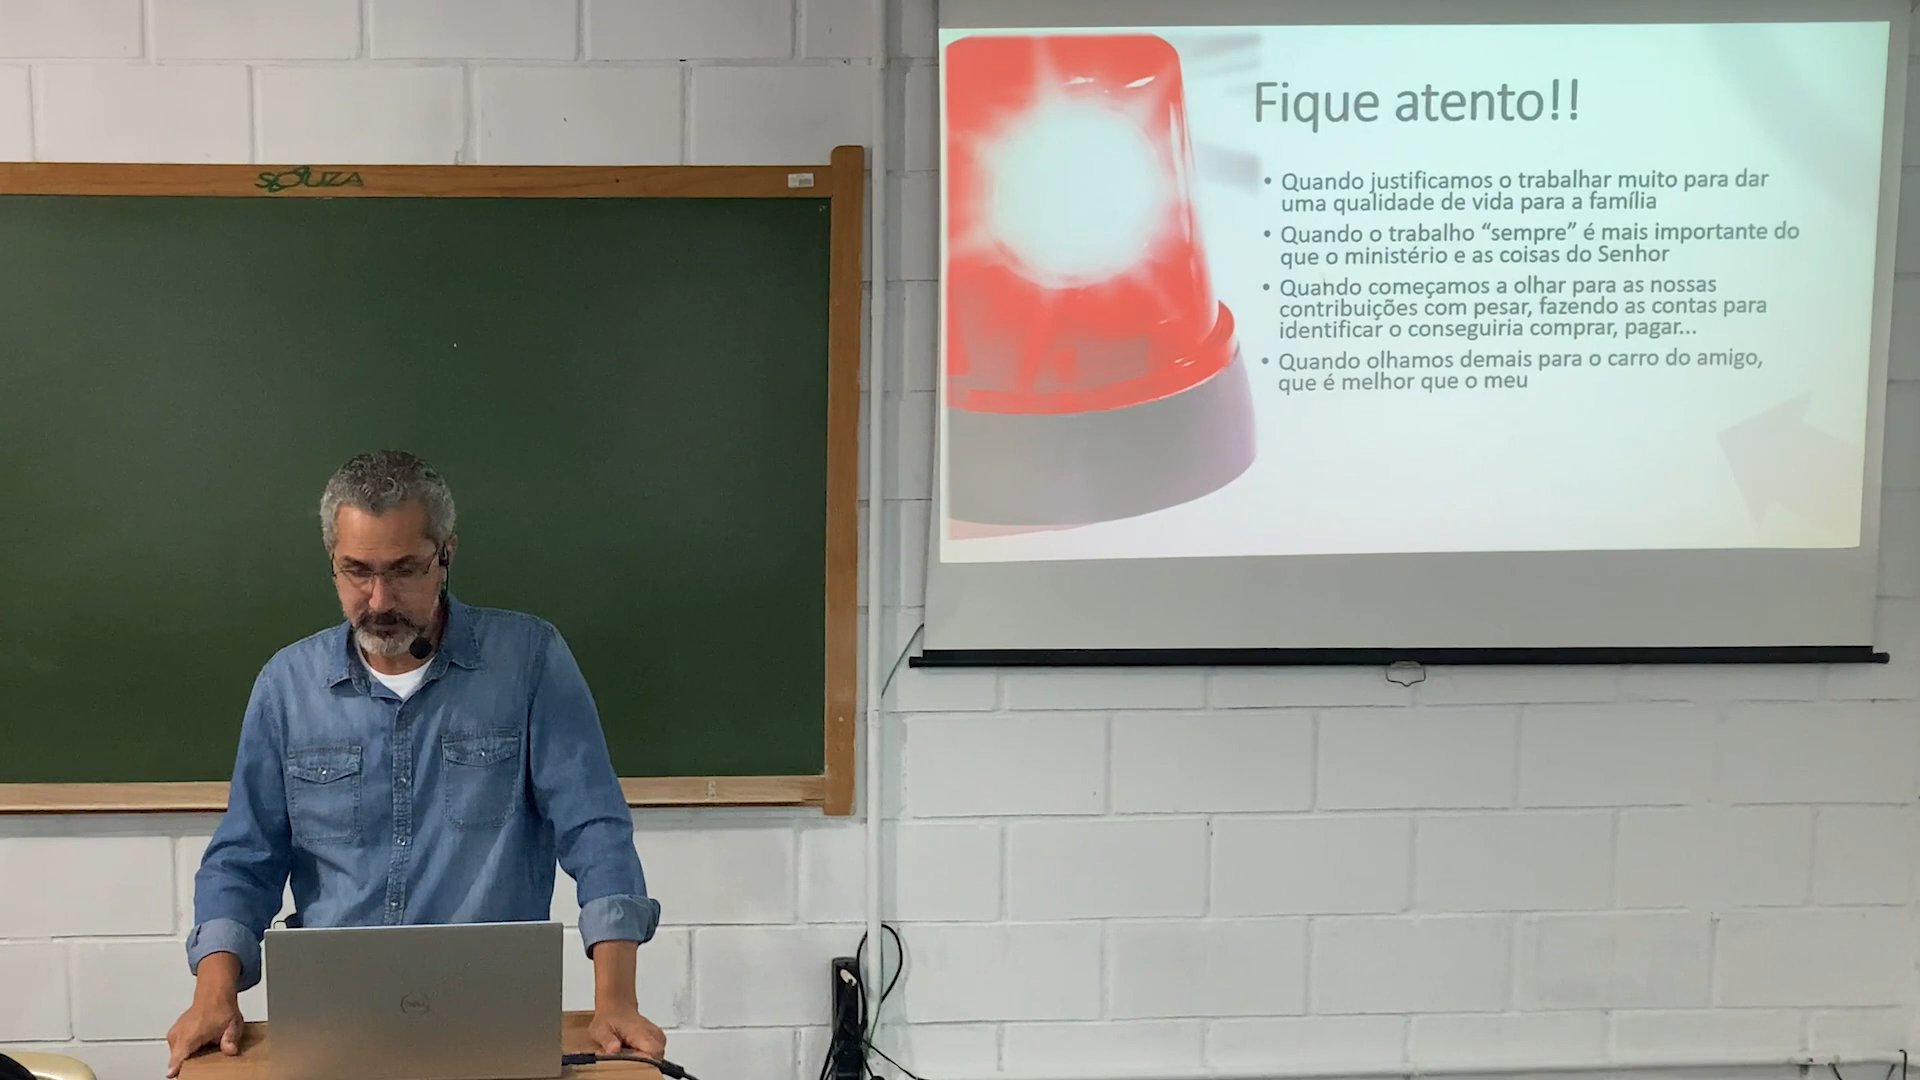 SOUZA
Fique atento!!
• Quando justificamos o trabalhar muito para dar
uma qualidade de vida para a família
• Quando o trabalho “sempre” é mais importante do
que o ministério e as coisas do Senhor
• Quando começamos a olhar para as nossas
contribuições com pesar, fazendo as contas para
identificar o conseguiria comprar, pagar...
• Quando olhamos demais para o carro do amigo,
que é melhor que o meu
DELL